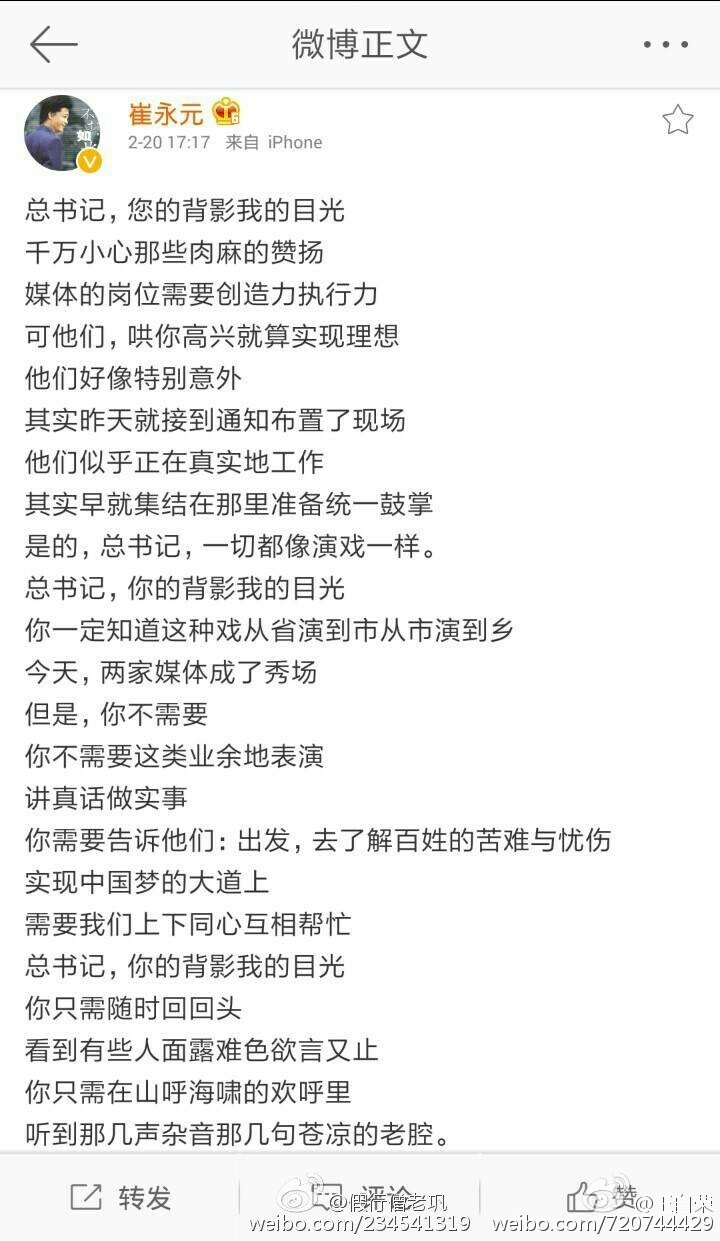 微博正文
崔永元
2-20 17:17 来自 iPhone
总书记，您的背影我的目光
千万小心那些肉麻的赞扬
媒体的岗位需要创造力执行力
可他们，哄你高兴就算实现理想
他们好像特别意外
其实昨天就接到通知布置了现场
他们似乎正在真实地工作
其实早就集结在那里准备统一鼓掌
是的，总书记，一切都像演戏一样。
总书记，你的背影我的目光
你一定知道这种戏从省演到市从市演到乡
今天，两家媒体成了秀场
但是，你不需要
你不需要这类业余地表演
讲真话做实事
你需要告诉他们：出发，去了解百姓的苦难与忧伤
实现中国梦的大道上
需要我们上下同心互相帮忙
总书记，你的背影我的目光
你只需随时回回头
看到有些人面露难色欲言又止
你只需在山呼海啸的欢呼里
听到那几声杂音那几句苍凉的老腔。
转发 评论 赞
@假行僧老巩
weibo.com/234541319 weibo.com/720744429